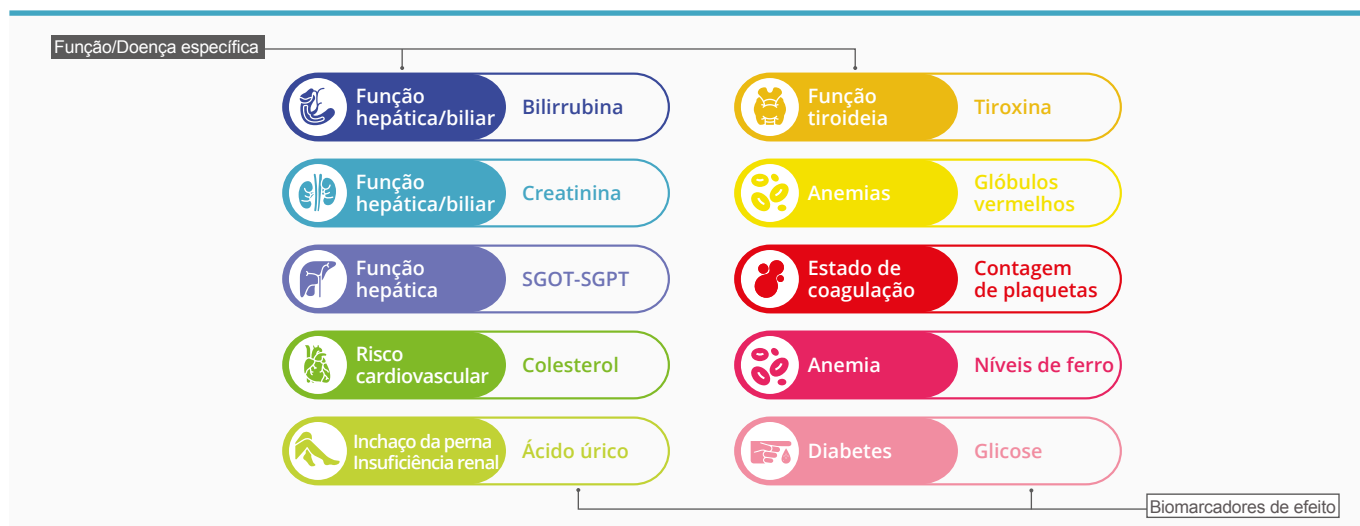 Função/Doença específica
Função
hepática/biliar
Bilirrubina
Função
hepática/biliar
Creatinina
Função
hepática
SGOT-SGPT
Risco
cardiovascular
Colesterol
Inchaço da perna
Insuficiência renal
Ácido úrico
Função
tiroideia
Tiroxina
Anemias
Glóbulos
vermelhos
Estado de
coagulação
Contagem
de plaquetas
Anemia
Níveis de ferro
Diabetes
Glicose
Biomarcadores de efeito